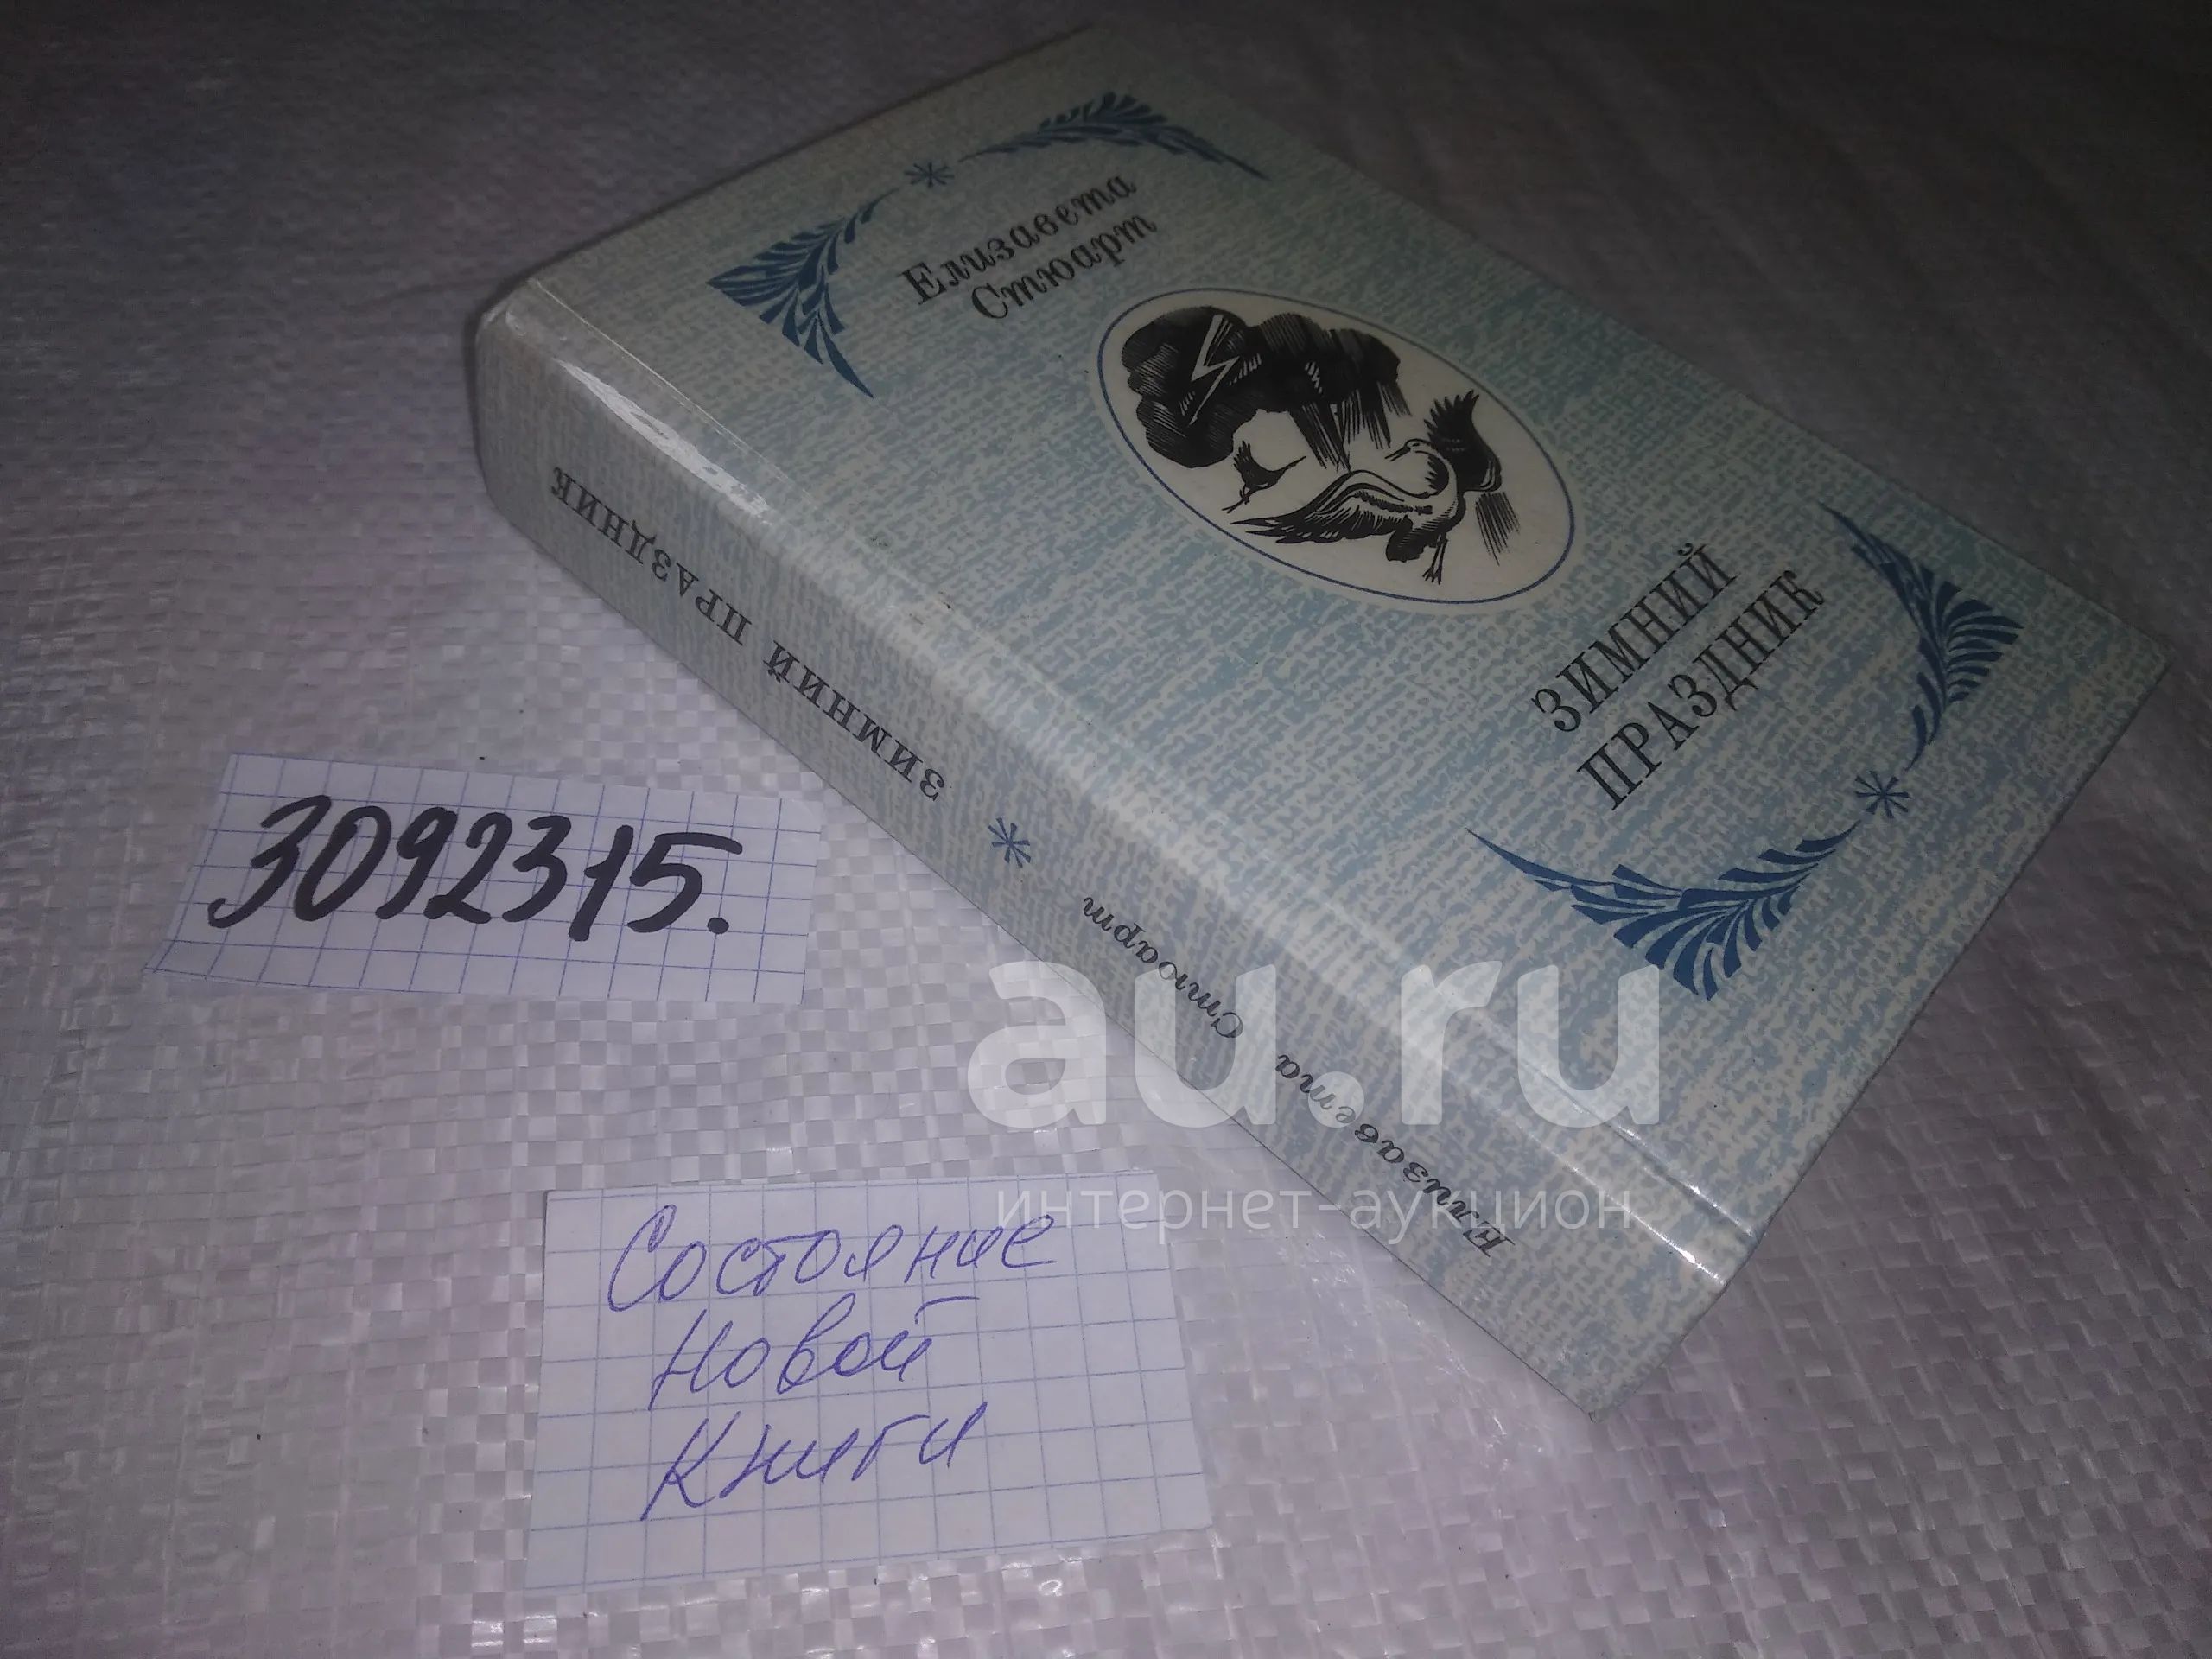 Елизавета
Стюарт
ЗИМНИЙ
ПРАЗДНИК
Елизавета Стюарт * ЗИМНИЙ ПРАЗДНИК
3092315.
au.ru
интернет-аукцион
Состояние
Новой
Книги